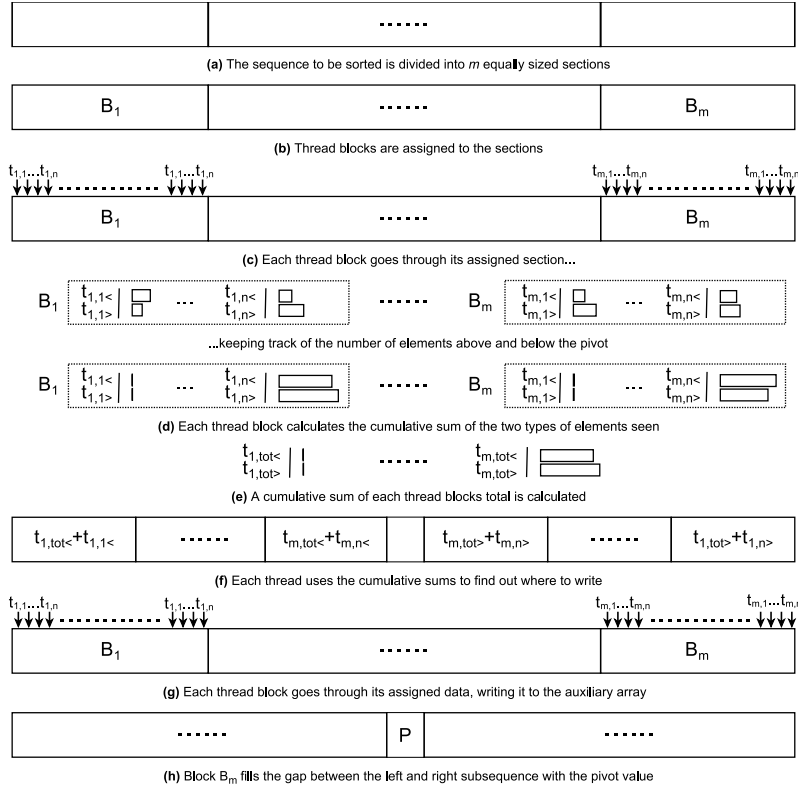 (a) The sequence to be sorted is divided into m equally sized sections
B1 Bm
(b) Thread blocks are assigned to the sections
t1,1...t1,n t1,1...t1,n tm,1...tm,n tm,1...tm,n
B1 Bm
(c) Each thread block goes through its assigned section...
B1 t1,1< ... t1,n< Bm tm,1< ... tm,n<
t1,1> t1,n> tm,1> tm,n>
...keeping track of the number of elements above and below the pivot
B1 t1,1< ... t1,n< Bm tm,1< ... tm,n<
t1,1> t1,n> tm,1> tm,n>
(d) Each thread block calculates the cumulative sum of the two types of elements seen
t1,tot< tm,tot<
t1,tot> tm,tot>
(e) A cumulative sum of each thread blocks total is calculated
t1,tot<+t1,1< tm,tot<+tm,n< tm,tot>+tm,n> t1,tot>+t1,n>
(f) Each thread uses the cumulative sums to find out where to write
t1,1...t1,n t1,1...t1,n tm,1...tm,n tm,1...tm,n
B1 Bm
(g) Each thread block goes through its assigned data, writing it to the auxiliary array
P
(h) Block Bm fills the gap between the left and right subsequence with the pivot value